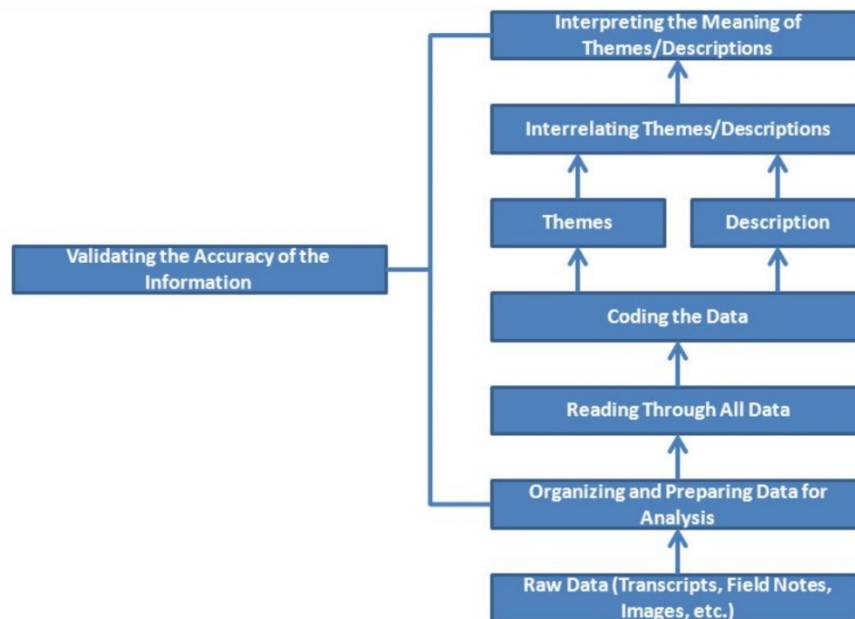 Interpreting the Meaning of
Themes/Descriptions
Interrelating Themes/Descriptions
Themes
Description
Validating the Accuracy of the
Information
Coding the Data
Reading Through All Data
Organizing and Preparing Data for
Analysis
Raw Data (Transcripts, Field Notes,
Images, etc.)